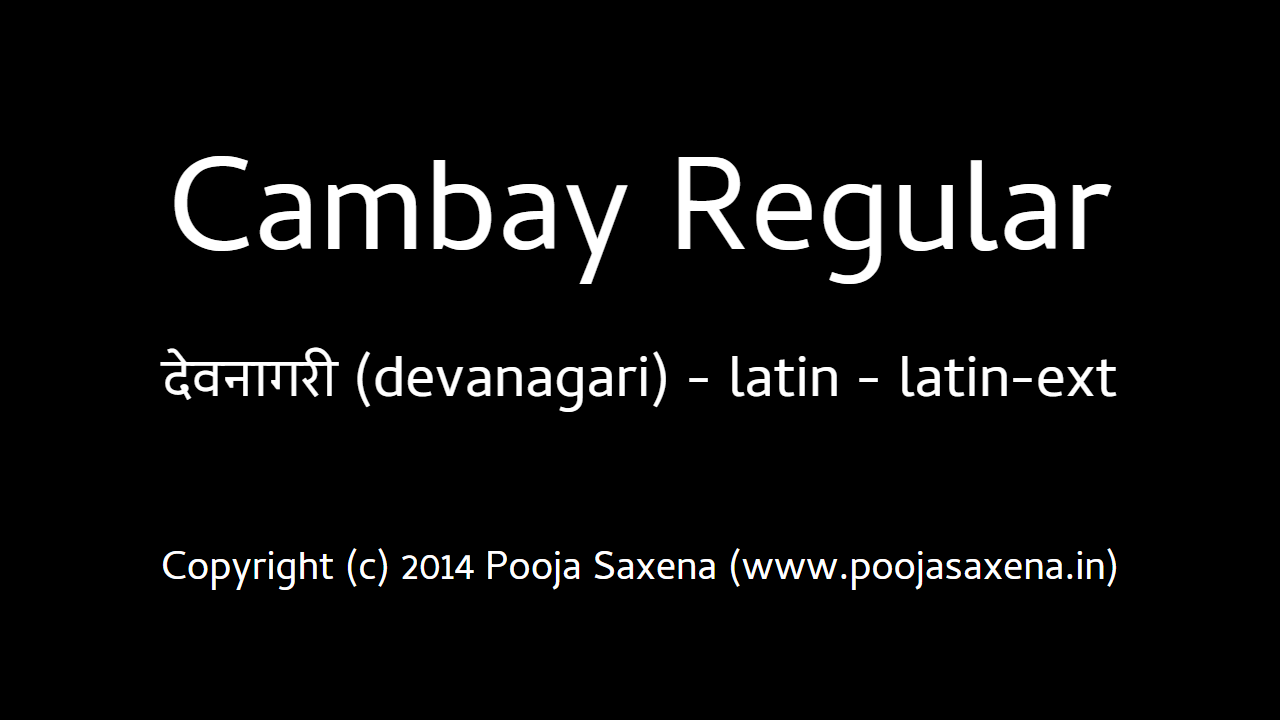 Cambay Regular
देवनागरी (devanagari) - latin - latin-ext
Copyright (c) 2014 Pooja Saxena (www.poojasaxena.in)